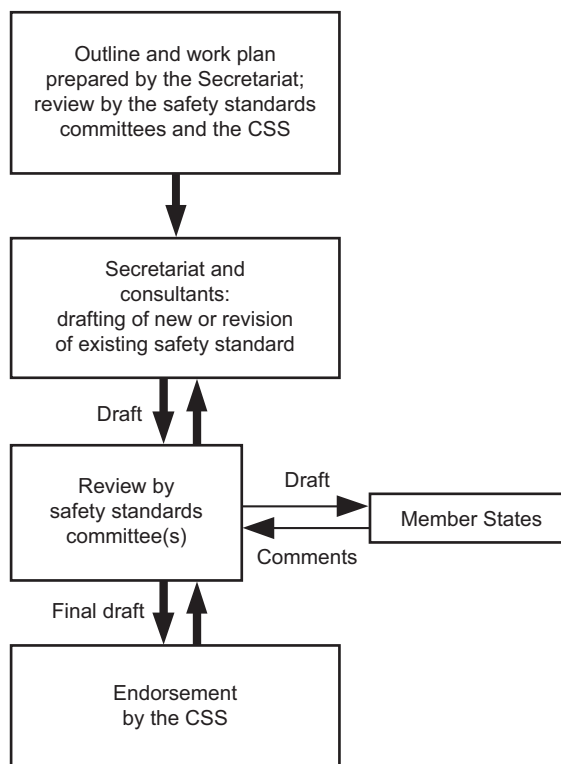 Outline and work plan
prepared by the Secretariat;
review by the safety standards
committees and the CSS
Secretariat and
consultants:
drafting of new or revision
of existing safety standard
Draft
Review by
safety standards
committee(s)
Draft
Member States
Comments
Final draft
Endorsement
by the CSS